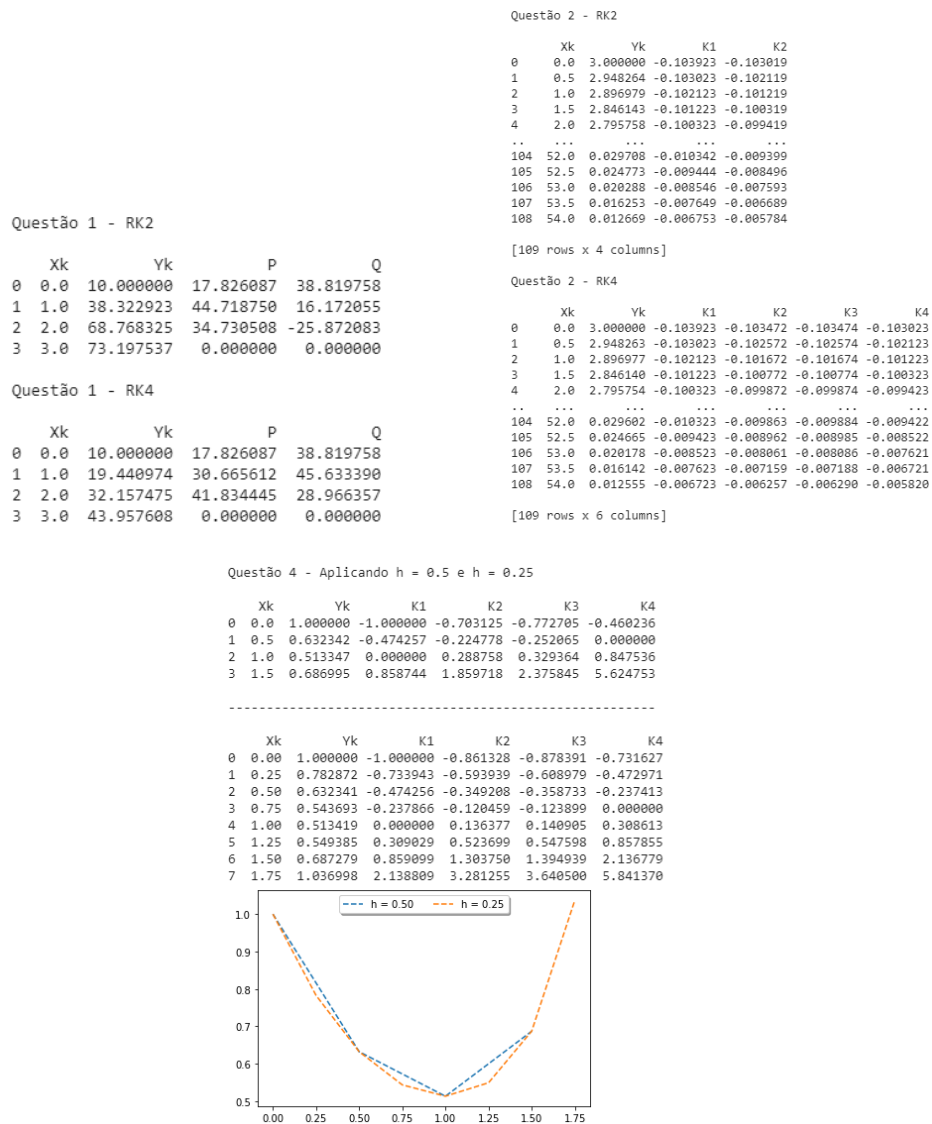 Questão 1 - RK2
Xk Yk P Q
0 0.0 10.000000 17.826087 38.819758
1 1.0 38.322923 44.718750 16.172055
2 2.0 68.768325 34.730508 -25.872083
3 3.0 73.197537 0.000000 0.000000
Questão 1 - RK4
Xk Yk P Q
0 0.0 10.000000 17.826087 38.819758
1 1.0 19.440974 30.665612 45.633390
2 2.0 32.157475 41.834445 28.966357
3 3.0 43.957608 0.000000 0.000000
Questão 2 - RK2
Xk Yk K1 K2
0 0.0 3.000000 -0.103923 -0.103019
1 0.5 2.948264 -0.103023 -0.102119
2 1.0 2.896979 -0.102123 -0.101219
3 1.5 2.846143 -0.101223 -0.100319
4 2.0 2.795758 -0.100323 -0.099419
.. ... ... ... ...
104 52.0 0.029708 -0.010342 -0.009399
105 52.5 0.024773 -0.009444 -0.008496
106 53.0 0.020288 -0.008546 -0.007593
107 53.5 0.016253 -0.007649 -0.006689
108 54.0 0.012669 -0.006753 -0.005784
[109 rows x 4 columns]
Questão 2 - RK4
Xk Yk K1 K2 K3 K4
0 0.0 3.000000 -0.103923 -0.103472 -0.103474 -0.103023
1 0.5 2.948263 -0.103023 -0.102572 -0.102574 -0.102123
2 1.0 2.896977 -0.102123 -0.101672 -0.101674 -0.101223
3 1.5 2.846140 -0.101223 -0.100772 -0.100774 -0.100323
4 2.0 2.795754 -0.100323 -0.099872 -0.099874 -0.099423
.. ... ... ... ... ... ...
104 52.0 0.029602 -0.010323 -0.009863 -0.009884 -0.009422
105 52.5 0.024665 -0.009423 -0.008962 -0.008985 -0.008522
106 53.0 0.020178 -0.008523 -0.008061 -0.008086 -0.007621
107 53.5 0.016142 -0.007623 -0.007159 -0.007188 -0.006721
108 54.0 0.012555 -0.006723 -0.006257 -0.006290 -0.005820
[109 rows x 6 columns]
Questão 4 - Aplicando h = 0.5 e h = 0.25
Xk Yk K1 K2 K3 K4
0 0.0 1.000000 -1.000000 -0.703125 -0.772705 -0.460236
1 0.5 0.632342 -0.474257 -0.224778 -0.252065 0.000000
2 1.0 0.513347 0.000000 0.288758 0.329364 0.847536
3 1.5 0.686995 0.858744 1.859718 2.375845 5.624753
--------------------------------------------------------
Xk Yk K1 K2 K3 K4
0 0.00 1.000000 -1.000000 -0.861328 -0.878391 -0.731627
1 0.25 0.782872 -0.733943 -0.593939 -0.608979 -0.472971
2 0.50 0.632341 -0.474256 -0.349208 -0.358733 -0.237413
3 0.75 0.543693 -0.237866 -0.120459 -0.123899 0.000000
4 1.00 0.513419 0.000000 0.136377 0.140905 0.308613
5 1.25 0.549385 0.309029 0.523699 0.547598 0.857855
6 1.50 0.687279 0.859099 1.303750 1.394939 2.136779
7 1.75 1.036998 2.138809 3.281255 3.640500 5.841370
h = 0.50 h = 0.25
1.0
0.9
0.8
0.7
0.6
0.5
0.00 0.25 0.50 0.75 1.00 1.25 1.50 1.75